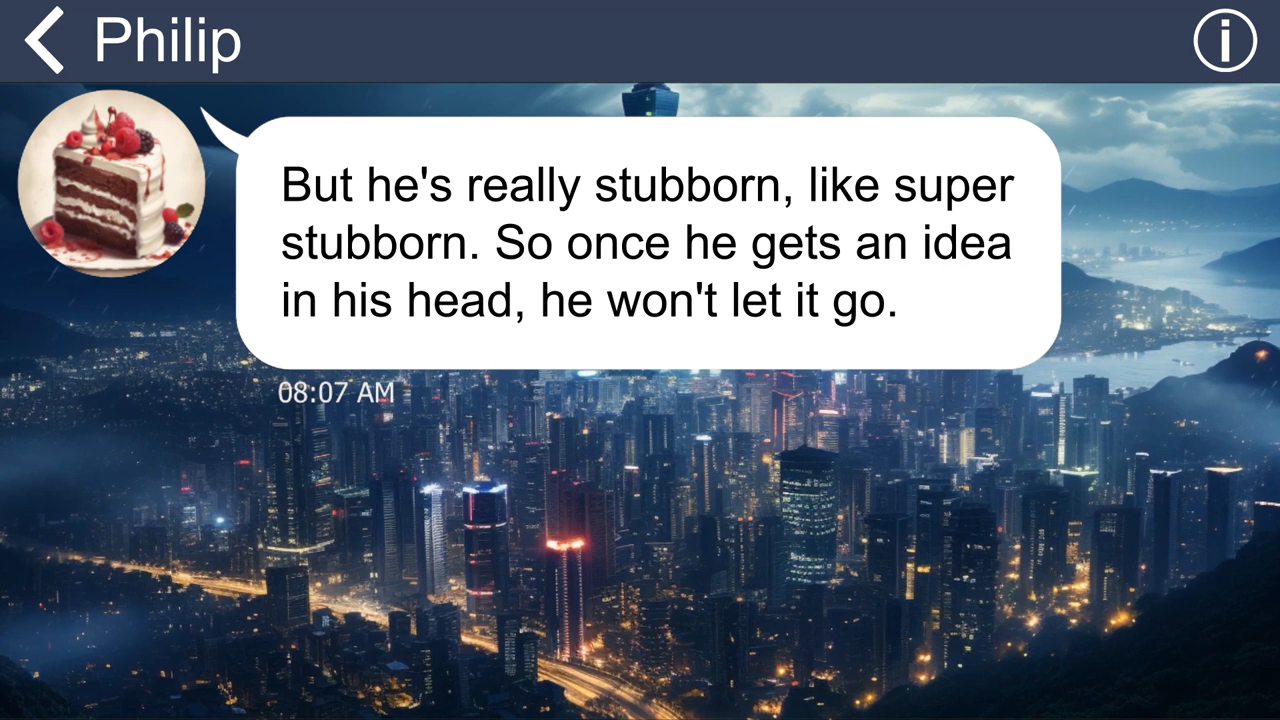 Philip
But he's really stubborn, like super
stubborn. So once he gets an idea
in his head, he won't let it go.
08:07 AM